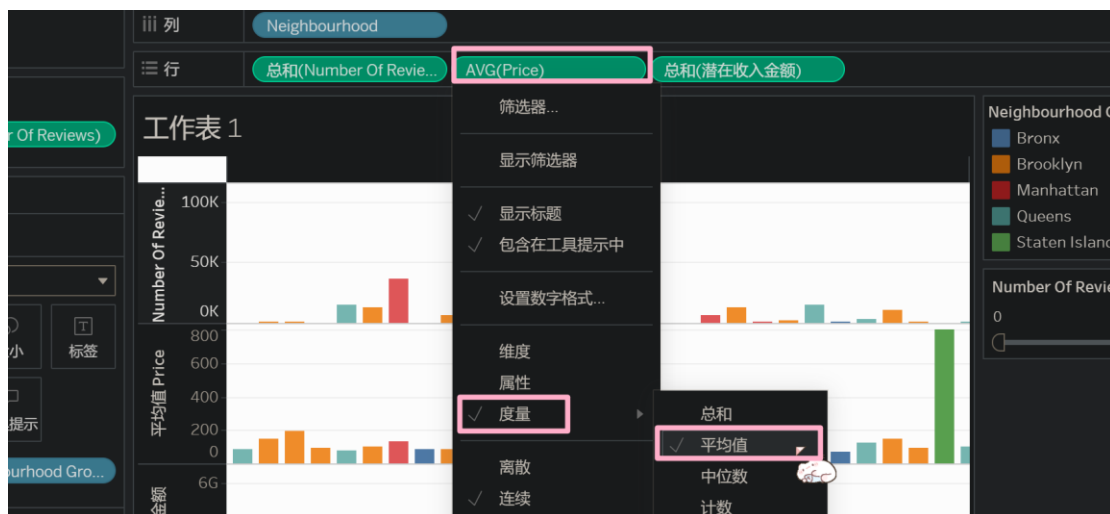 列
Neighbourhood
行
总和(Number Of Revie...
AVG(Price)
总和(潜在收入金额)
r Of Reviews)
小
T
标签
提示
ourhood Gro...
工作表 1
Number Of Revie...
100K
50K
0K
平均值 Price
800
600
400
200
0
金额
6G
筛选器...
显示筛选器
显示标题
包含在工具提示中
设置数字格式...
维度
属性
度量
离散
连续
总和
平均值
中位数
计数
Neighbourhood G
Bronx
Brooklyn
Manhattan
Queens
Staten Island
Number Of Revie
0